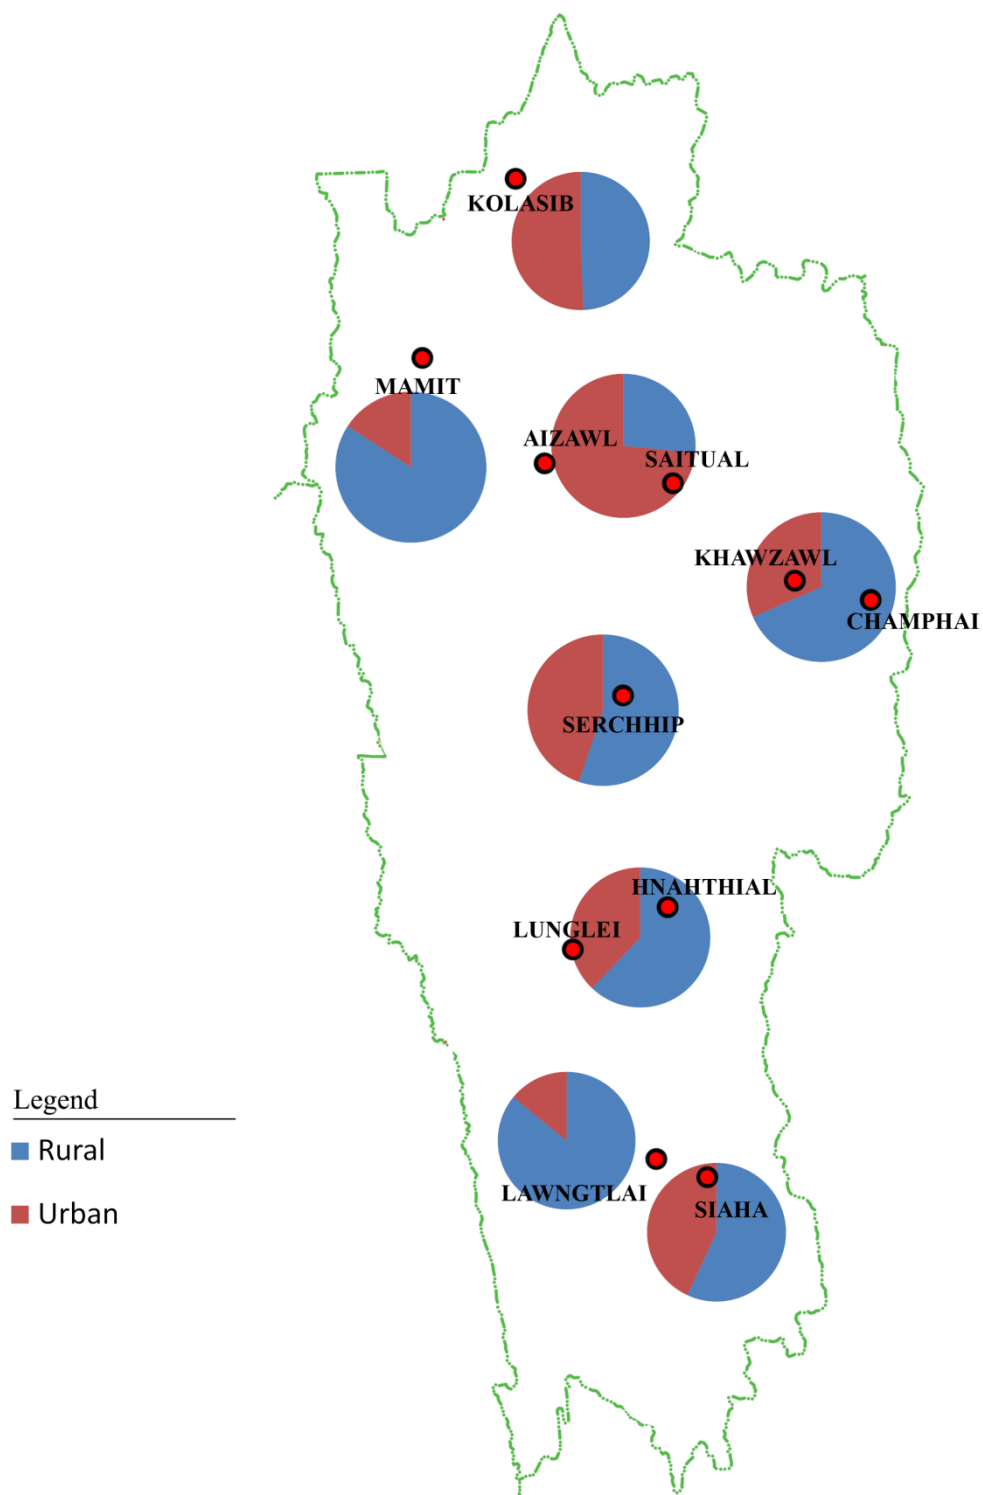 KOLASIB
MAMIT
AIZAWL
SAITUAL
KHAWZAWL
CHAMPHAI
SERCHHIP
HNAHTHIAL
LUNGLEI
LAWNGTLAI
SIAHA
Legend
Rural
Urban